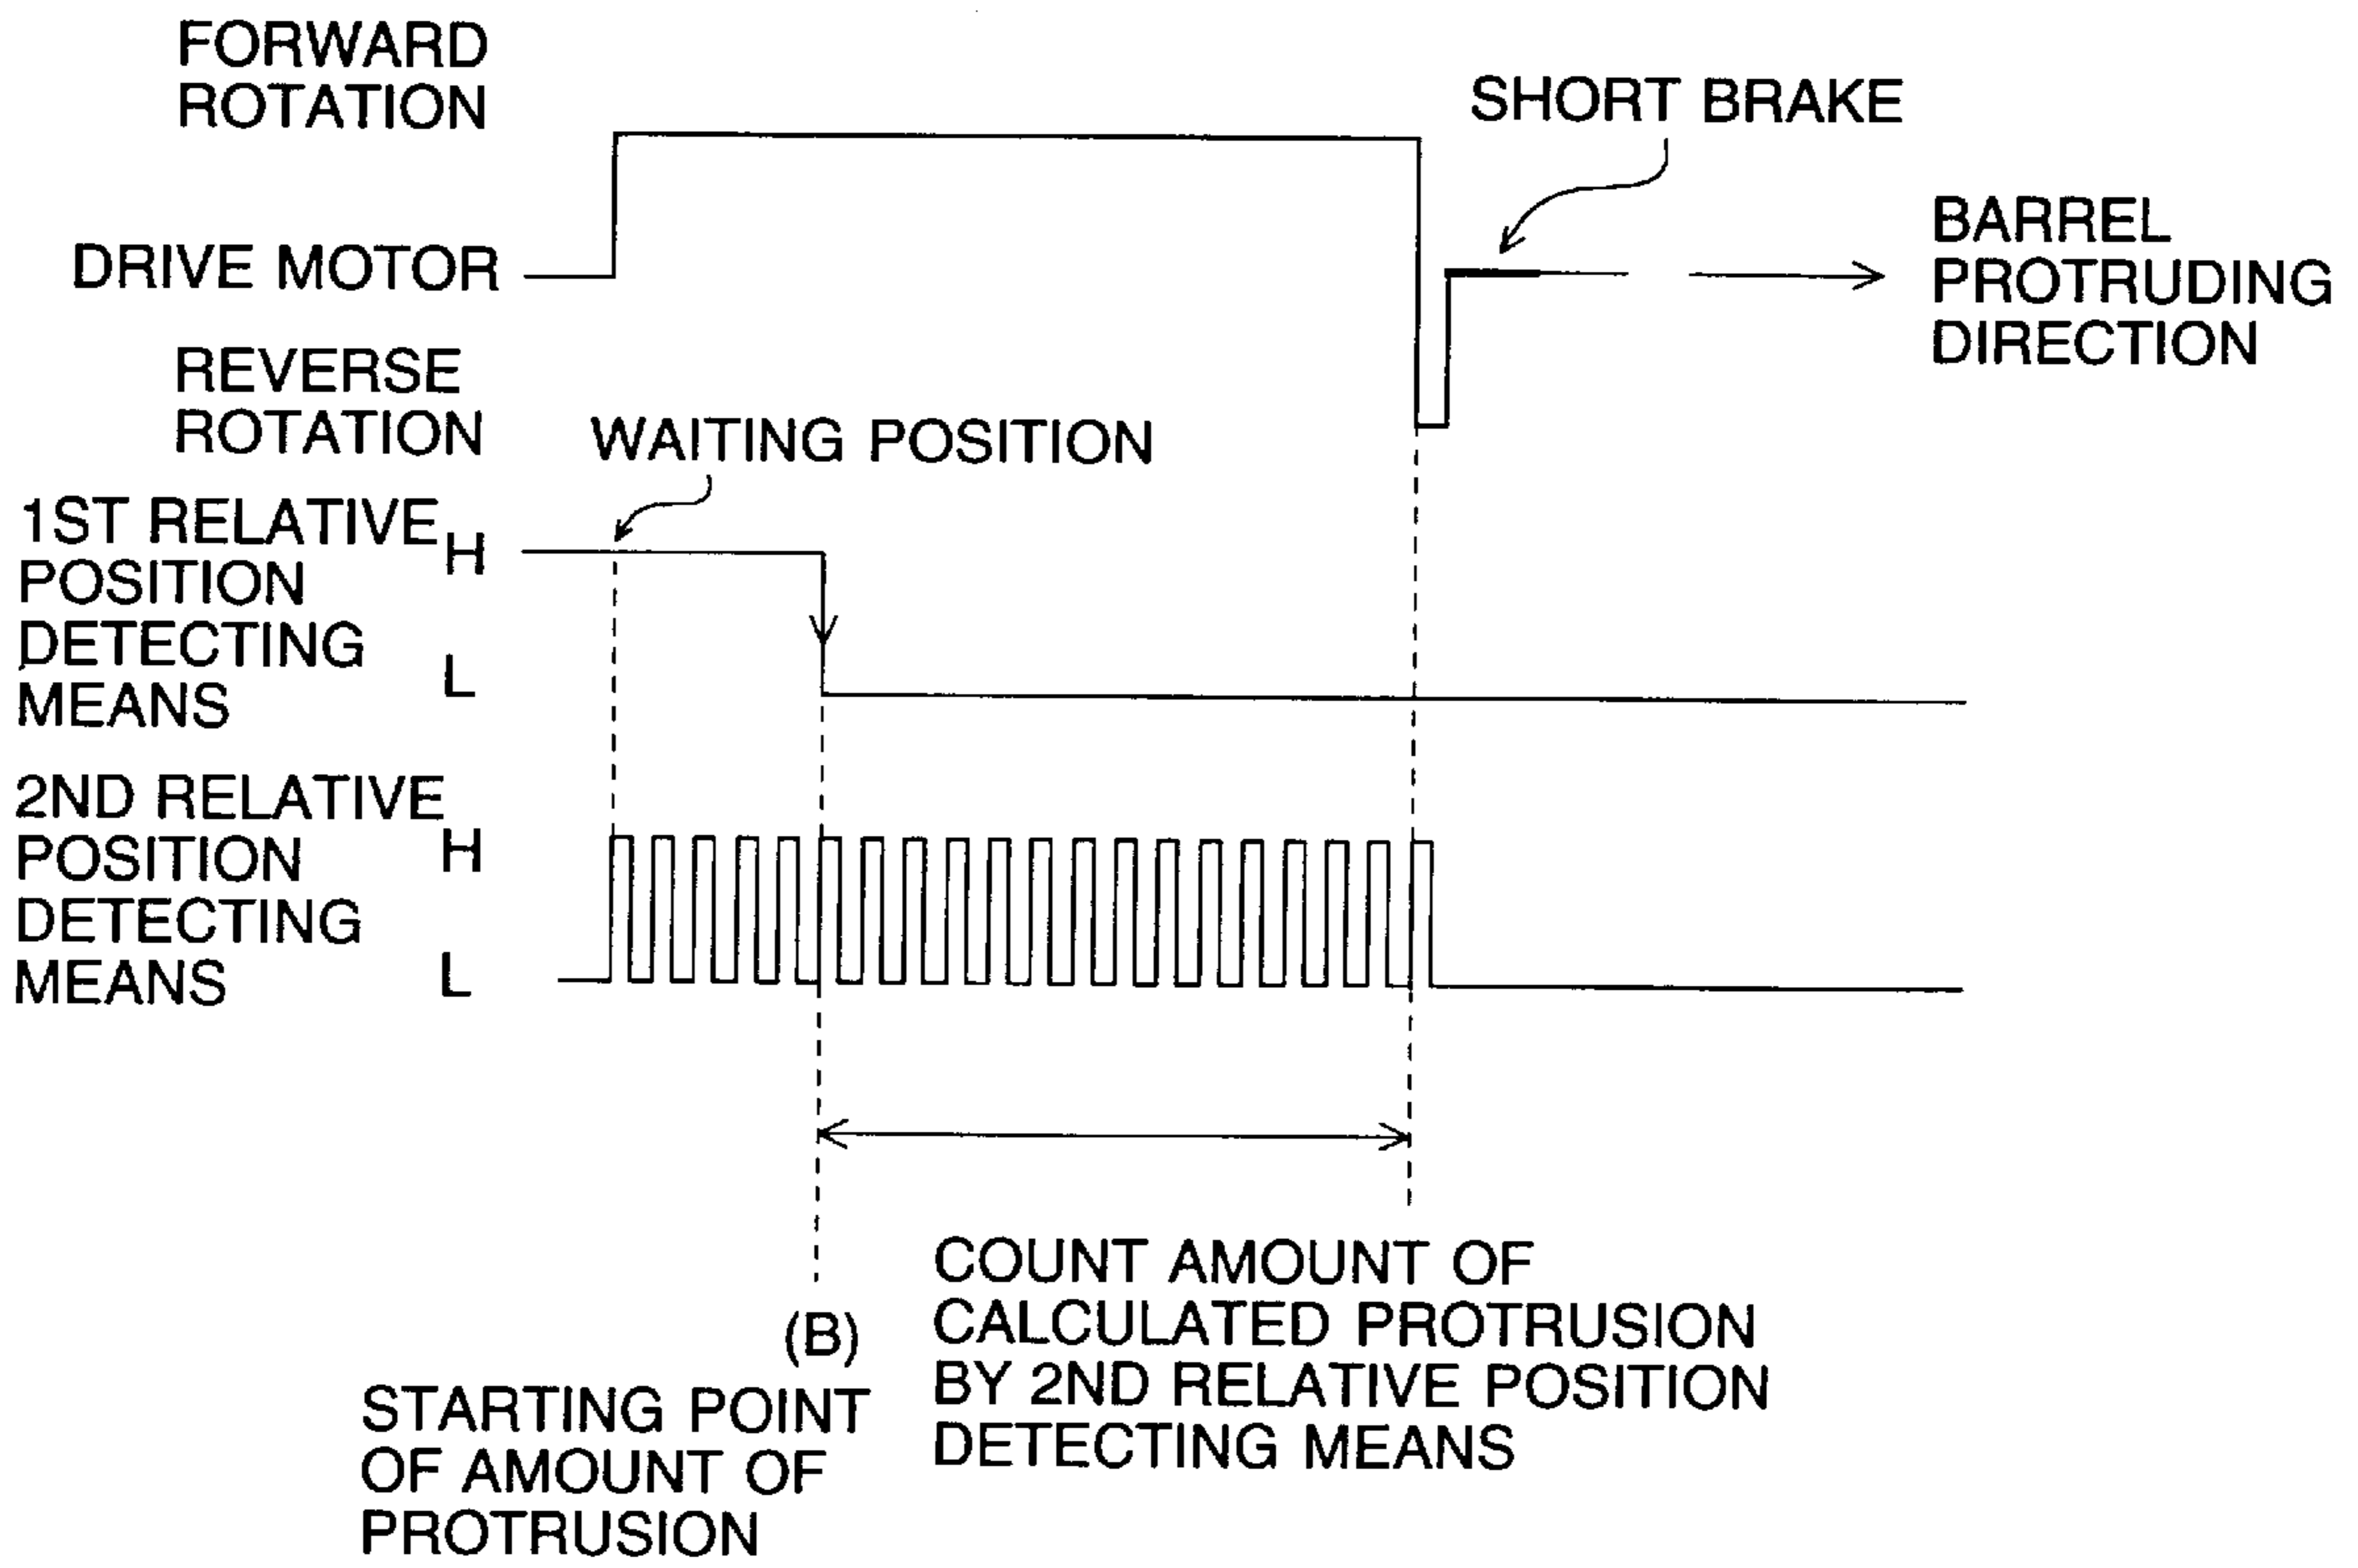 FORWARD
ROTATION
SHORT BRAKE
DRIVE MOTOR
BARREL
PROTRUDING
DIRECTION
REVERSE
ROTATION
WAITING POSITION
1ST RELATIVE
POSITION
DETECTING
MEANS
H
L
2ND RELATIVE
POSITION
DETECTING
MEANS
H
L
(B)
STARTING POINT
OF AMOUNT OF
PROTRUSION
COUNT AMOUNT OF
CALCULATED PROTRUSION
BY 2ND RELATIVE POSITION
DETECTING MEANS